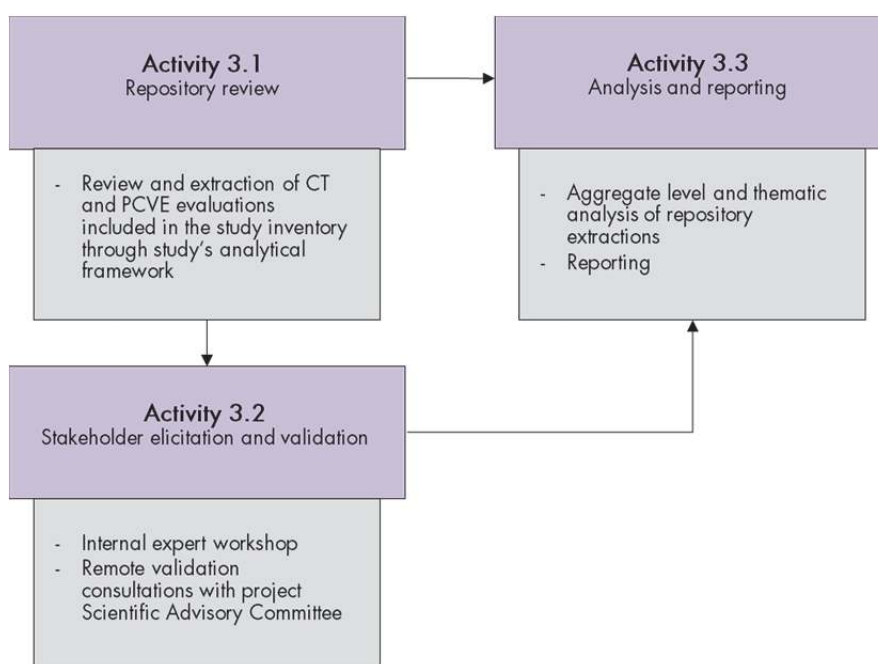 Activity 3.1
Repository review
- Review and extraction of CT
and PCVE evaluations
included in the study inventory
through study's analytical
framework
Activity 3.2
Stakeholder elicitation and validation
- Internal expert workshop
- Remote validation
consultations with project
Scientific Advisory Committee
Activity 3.3
Analysis and reporting
- Aggregate level and thematic
analysis of repository
extractions
- Reporting